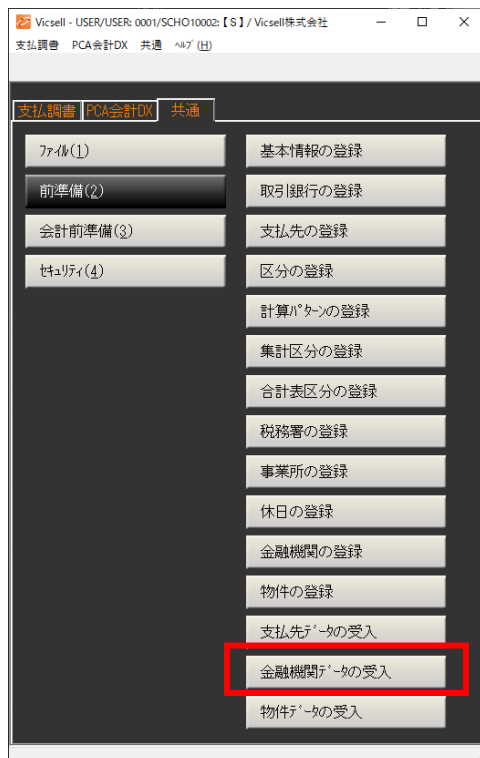 Vicsell - USER/USER: 0001/SCHO10002:【S】/ Vicsell株式会社
支払調書 PCA会計DX 共通 ﾍﾙﾌﾟ(H)
支払調書 PCA会計DX 共通
ﾌｧｲﾙ(1)
前準備(2)
会計前準備(3)
ｾｷｭﾘﾃｨ(4)
基本情報の登録
取引銀行の登録
支払先の登録
区分の登録
計算ﾊﾟﾀｰﾝの登録
集計区分の登録
合計表区分の登録
税務署の登録
事業所の登録
休日の登録
金融機関の登録
物件の登録
支払先ﾃﾞｰﾀの受入
金融機関ﾃﾞｰﾀの受入
物件ﾃﾞｰﾀの受入